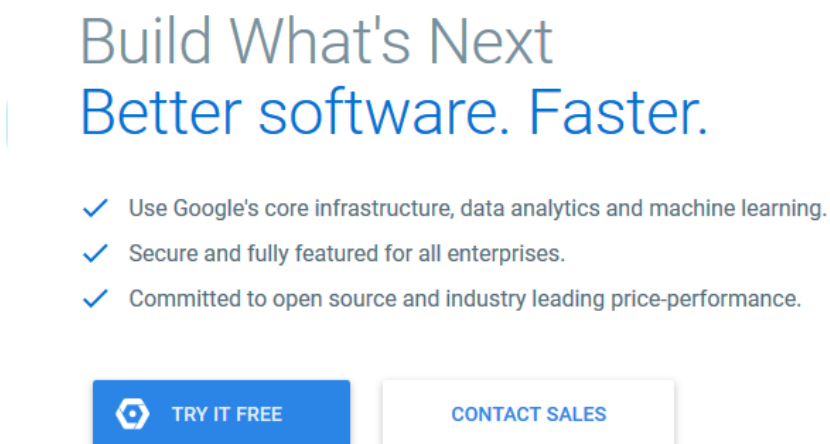 Build What's Next
Better software. Faster.
Use Google's core infrastructure, data analytics and machine learning.
Secure and fully featured for all enterprises.
Committed to open source and industry leading price-performance.
TRY IT FREE
CONTACT SALES